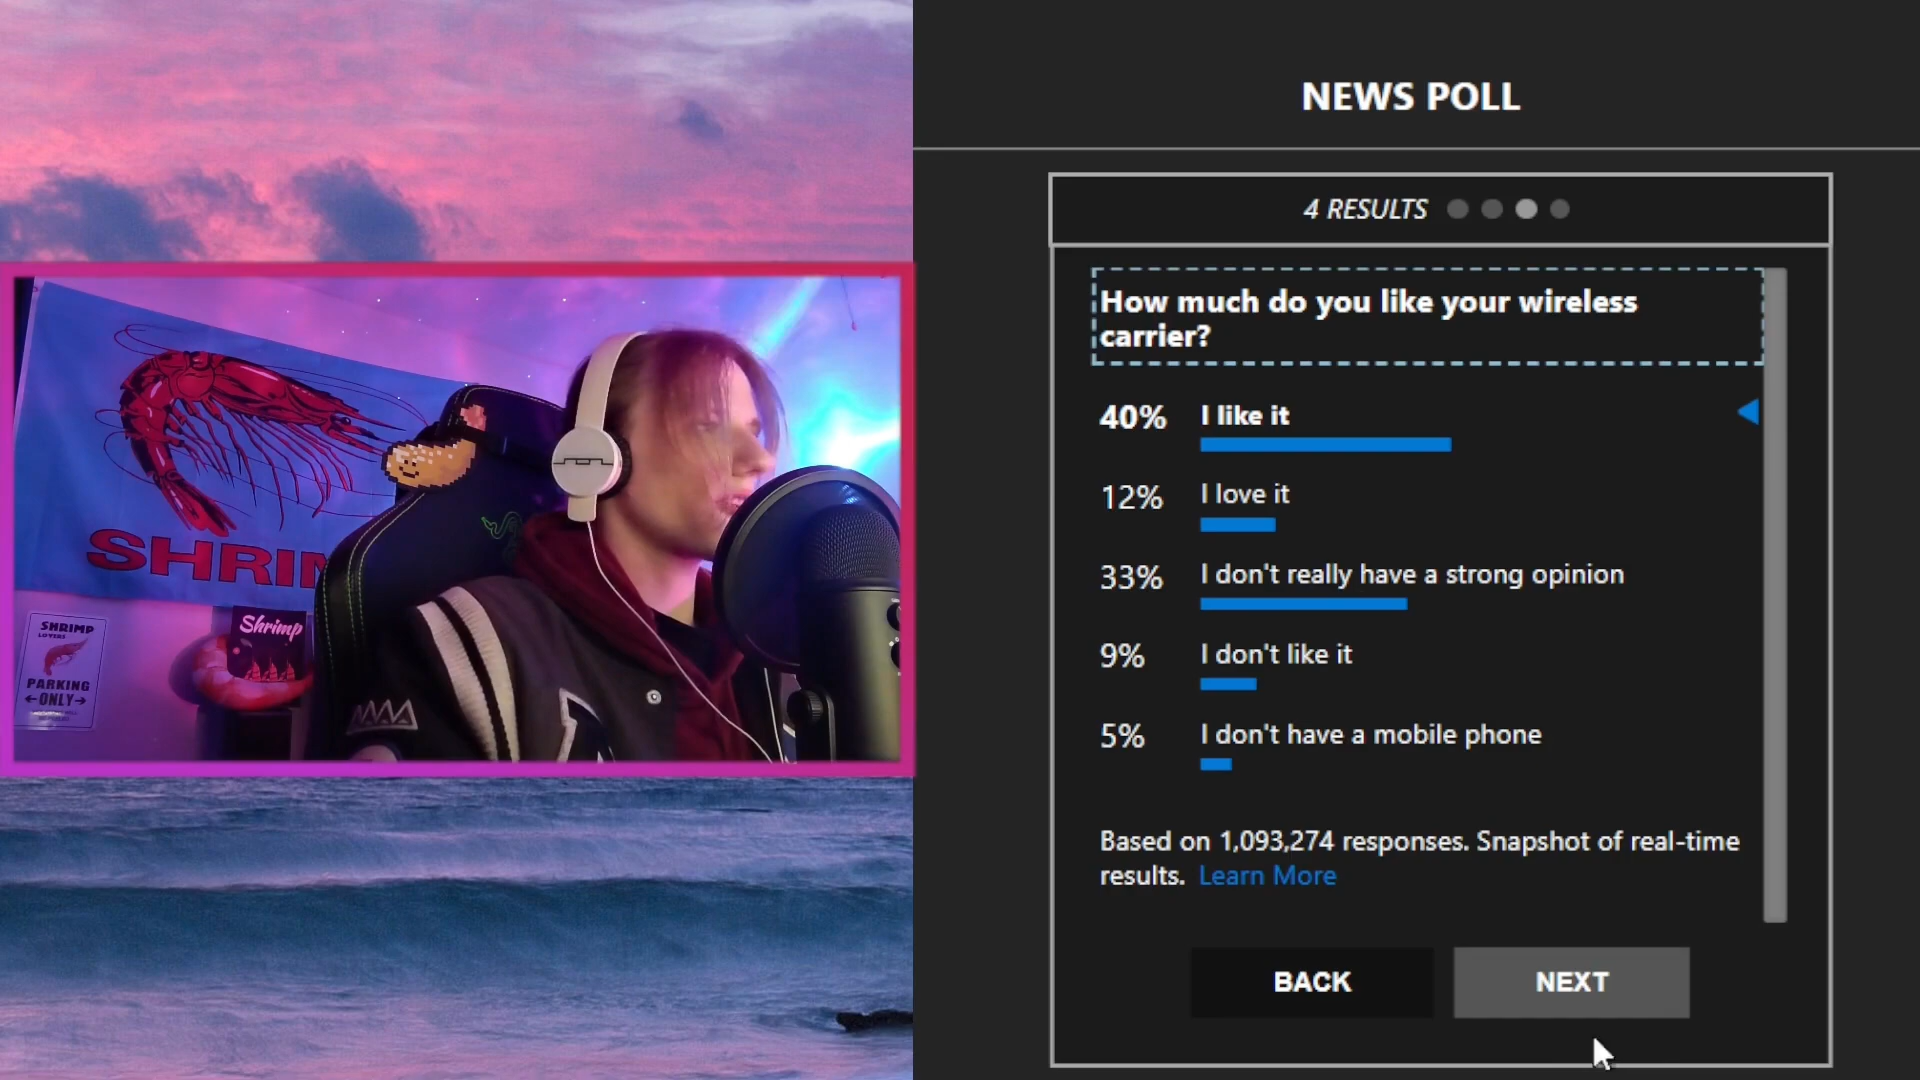 SHRIM
SHRIMP
LOVERS
PARKING
←ONLY→
Shrimp
NEWS POLL
4 RESULTS
How much do you like your wireless
carrier?
40% I like it
12% I love it
33% I don't really have a strong opinion
9% I don't like it
5% I don't have a mobile phone
Based on 1,093,274 responses. Snapshot of real-time
results. Learn More
BACK NEXT